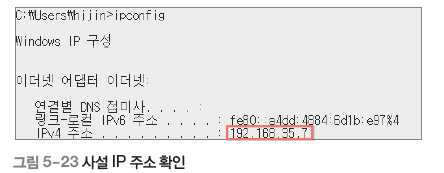 C:₩Users₩hijin>ipconfig
Windows IP 구성
이더넷 어댑터 이더넷:
연결별 DNS 접미사. . . . :
링크-로컬 IPv6 주소 . . . . : fe80::a4dd:4884:6d1b:e97%4
IPv4 주소 . . . . . . . . . : 192.168.35.7
그림 5-23 사설 IP 주소 확인